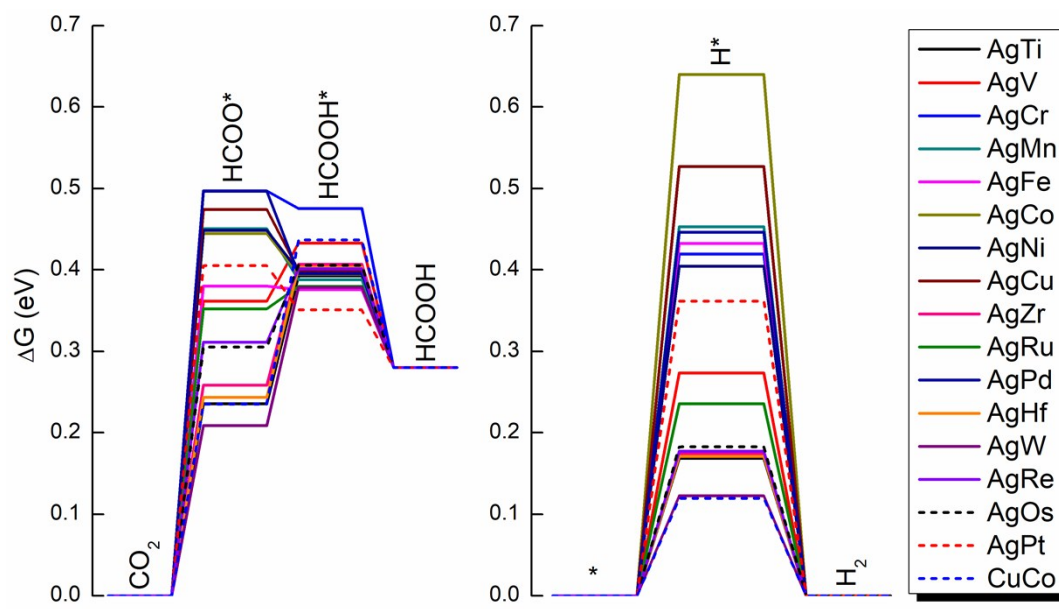 ΔG (eV)
0.7
0.6
0.5
0.4
0.3
0.2
0.1
0.0
CO2
HCOO*
HCOOH*
HCOOH
0.7
0.6
0.5
0.4
0.3
0.2
0.1
0.0
*
H*
H2
AgTi
AgV
AgCr
AgMn
AgFe
AgCo
AgNi
AgCu
AgZr
AgRu
AgPd
AgHf
AgW
AgRe
AgOs
AgPt
CuCo